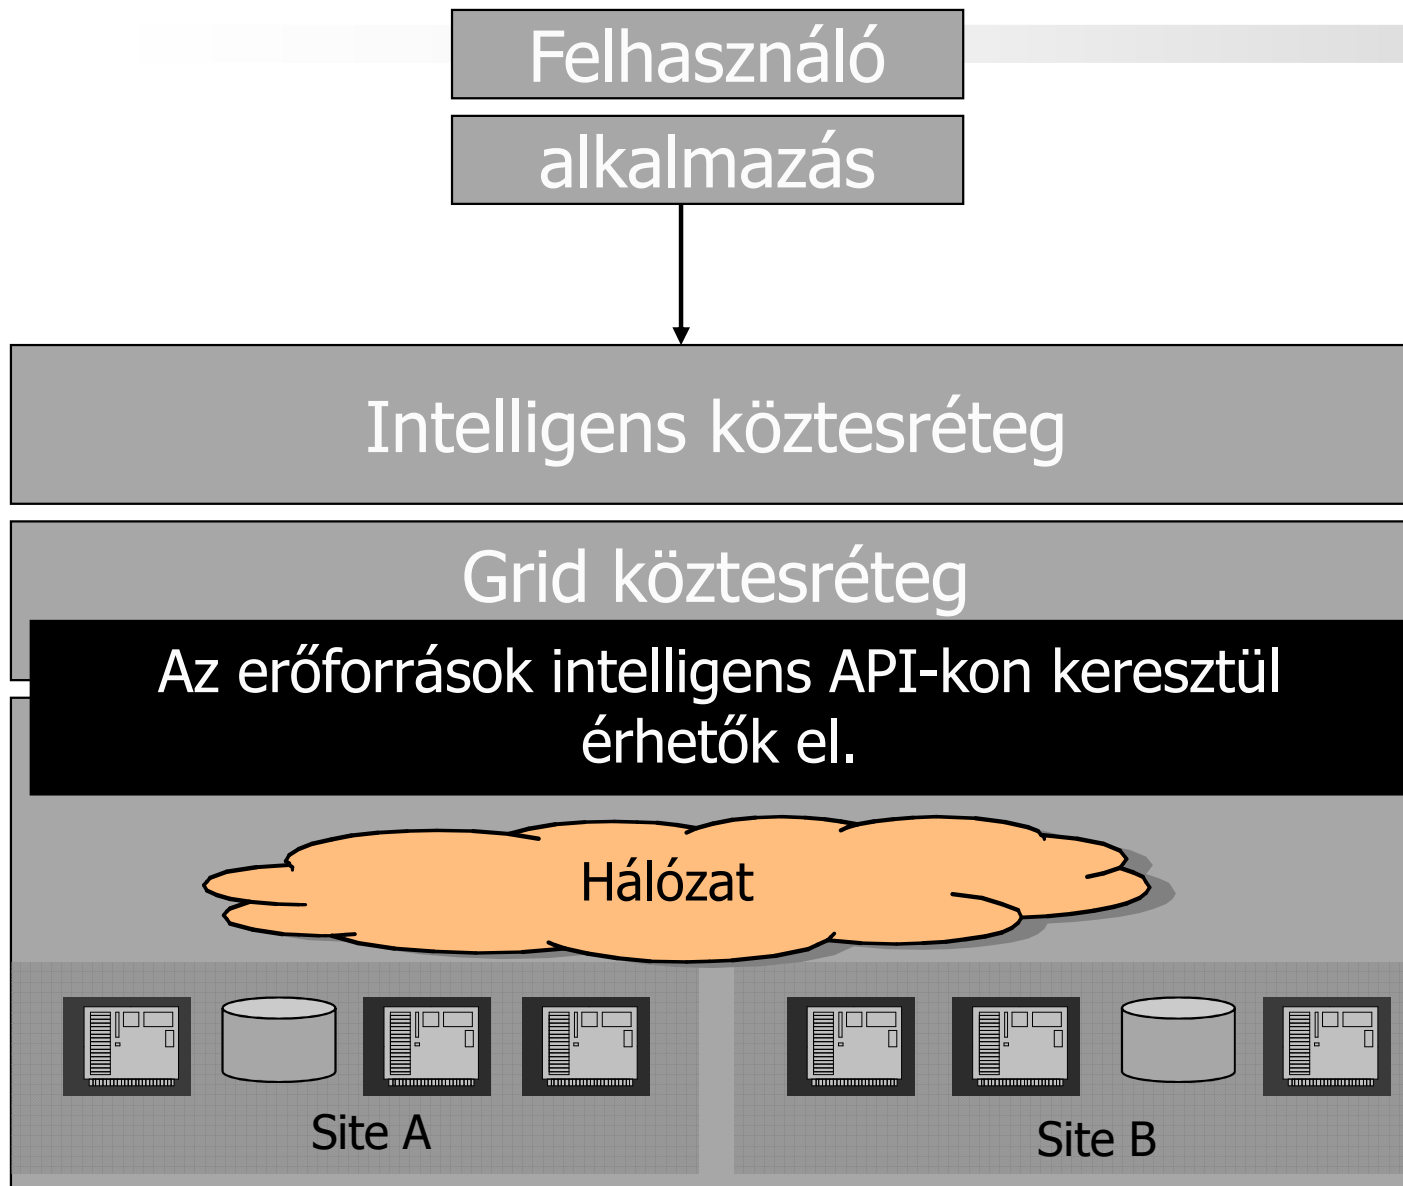 Felhasználó
alkalmazás
Intelligens köztesréteg
Grid köztesréteg
Az erőforrások intelligens API-kon keresztül
érhetők el.
Hálózat
Site A
Site B